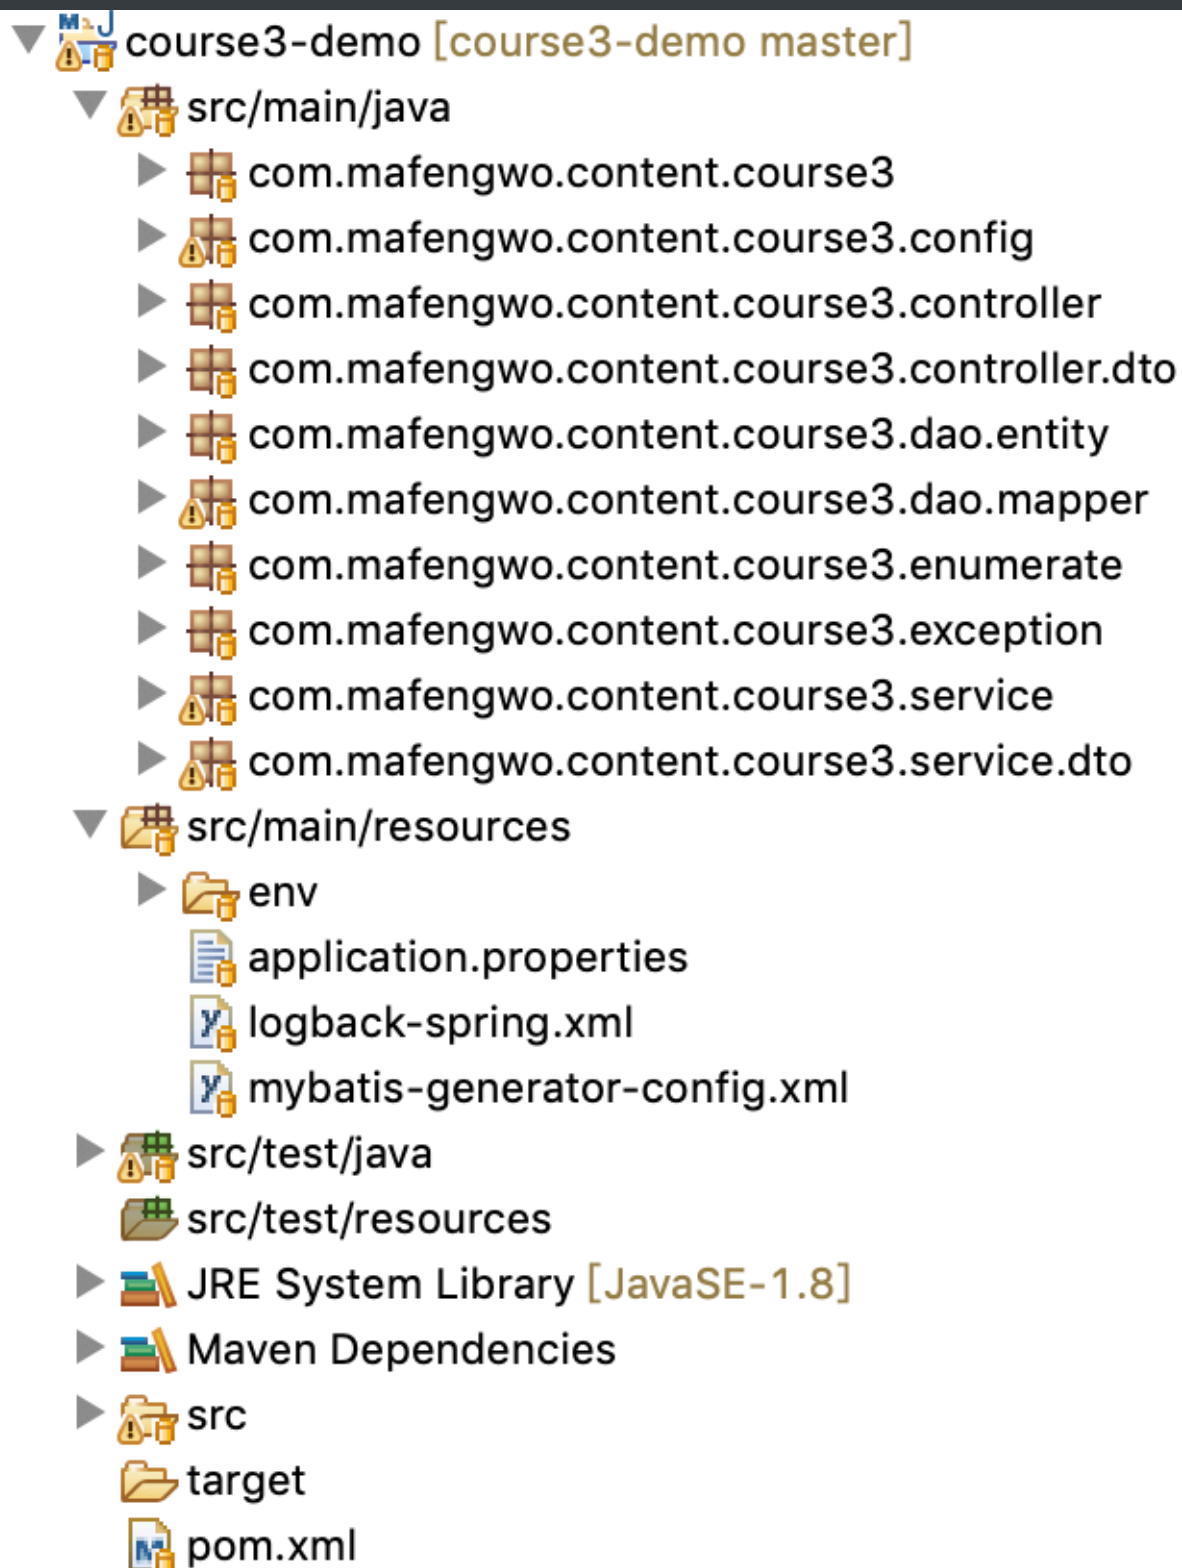 course3-demo [course3-demo master]
src/main/java
com.mafengwo.content.course3
com.mafengwo.content.course3.config
com.mafengwo.content.course3.controller
com.mafengwo.content.course3.controller.dto
com.mafengwo.content.course3.dao.entity
com.mafengwo.content.course3.dao.mapper
com.mafengwo.content.course3.enumerate
com.mafengwo.content.course3.exception
com.mafengwo.content.course3.service
com.mafengwo.content.course3.service.dto
src/main/resources
env
application.properties
logback-spring.xml
mybatis-generator-config.xml
src/test/java
src/test/resources
JRE System Library [JavaSE-1.8]
Maven Dependencies
src
target
pom.xml